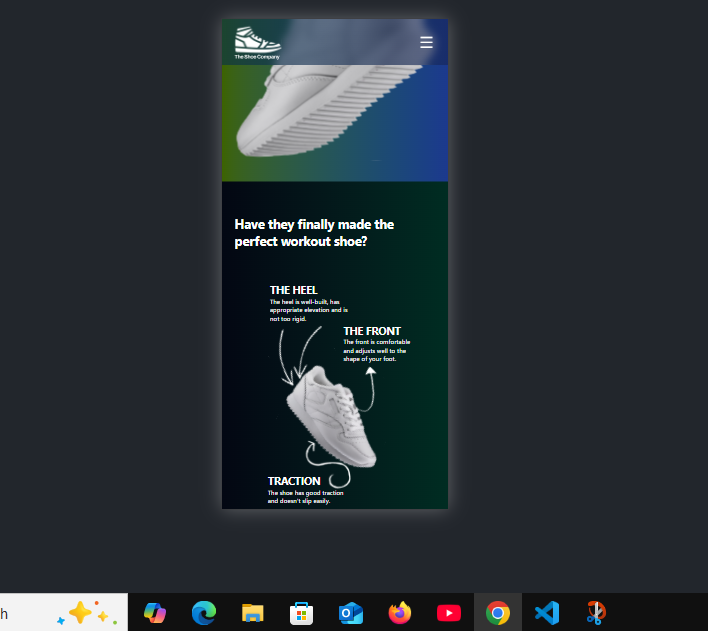 The Shoe Company
Have they finally made the
perfect workout shoe?
THE HEEL
The heel is well-built, has
appropriate elevation and is
not too rigid.
THE FRONT
The front is comfortable
and adjusts well to the
shape of your foot.
TRACTION
The shoe has good traction
and doesn't slip easily.
h